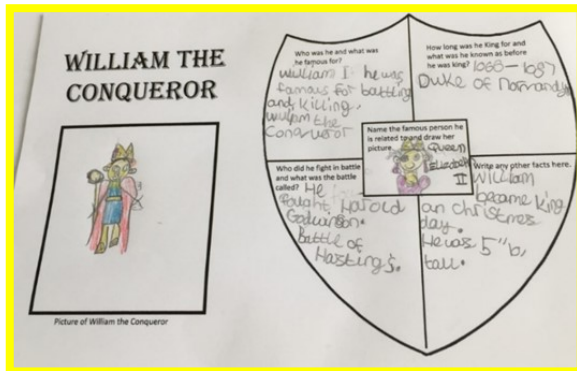 WILLIAM THE
CONQUEROR
Picture of William the Conqueror
Who was he and what was
he famous for?
William I he was
famous for battling
and killing.
William the
Conqueror
How long was he King for and
what was he known as before
he was king? 1066-1087
Duke of Normandy
Name the famous person he
is related to and draw her
picture.
Queen
Elizabeth
II
Who did he fight in battle
and what was the battle
called? He
fought Harold
Godwinson.
Battle of
Hastings.
Write any other facts here.
William
became king
on christmas
day.
He was 5"10,
tall.